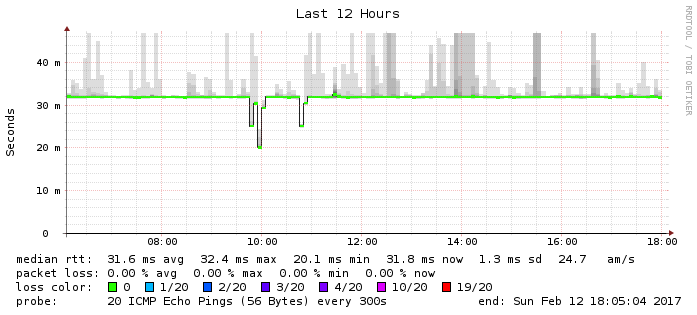 Last 12 Hours
RRDTOOL / TOBI OETIKER
Seconds
40 m
30 m
20 m
10 m
0
08:00 10:00 12:00 14:00 16:00 18:00
median rtt: 31.6 ms avg 32.4 ms max 20.1 ms min 31.8 ms now 1.3 ms sd 24.7 am/s
packet loss: 0.00 % avg 0.00 % max 0.00 % min 0.00 % now
loss color: 0 1/20 2/20 3/20 4/20 10/20 19/20
probe: 20 ICMP Echo Pings (56 Bytes) every 300s end: Sun Feb 12 18:05:04 2017